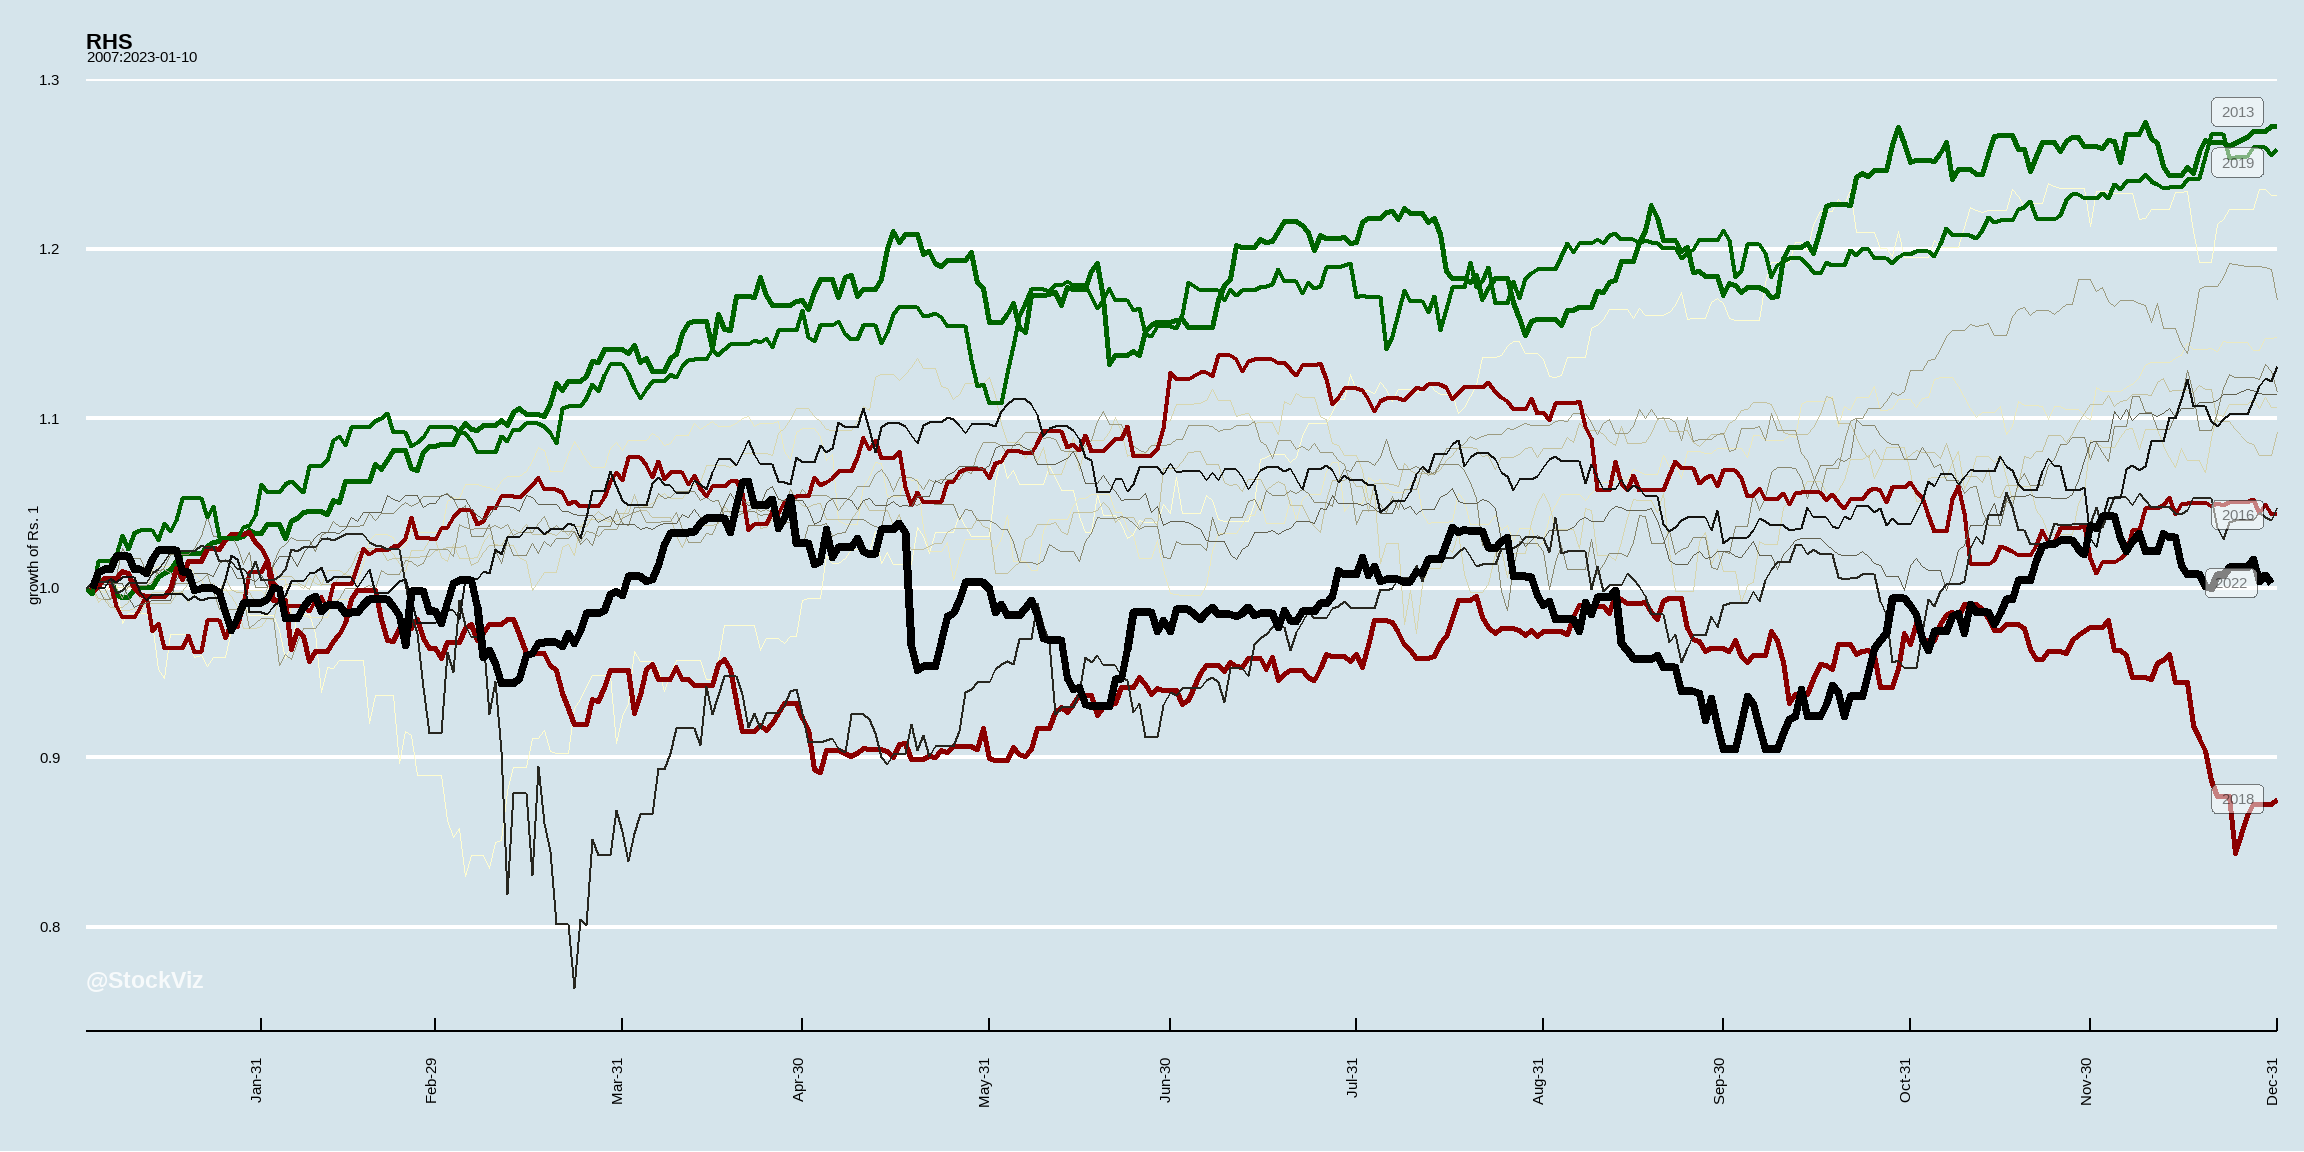 RHS
2007:2023-01-10
1.3
1.2
1.1
1.0
0.9
0.8
growth of Rs. 1
2013
2019
2016
2022
2018
@StockViz
Jan-31
Feb-29
Mar-31
Apr-30
May-31
Jun-30
Jul-31
Aug-31
Sep-30
Oct-31
Nov-30
Dec-31